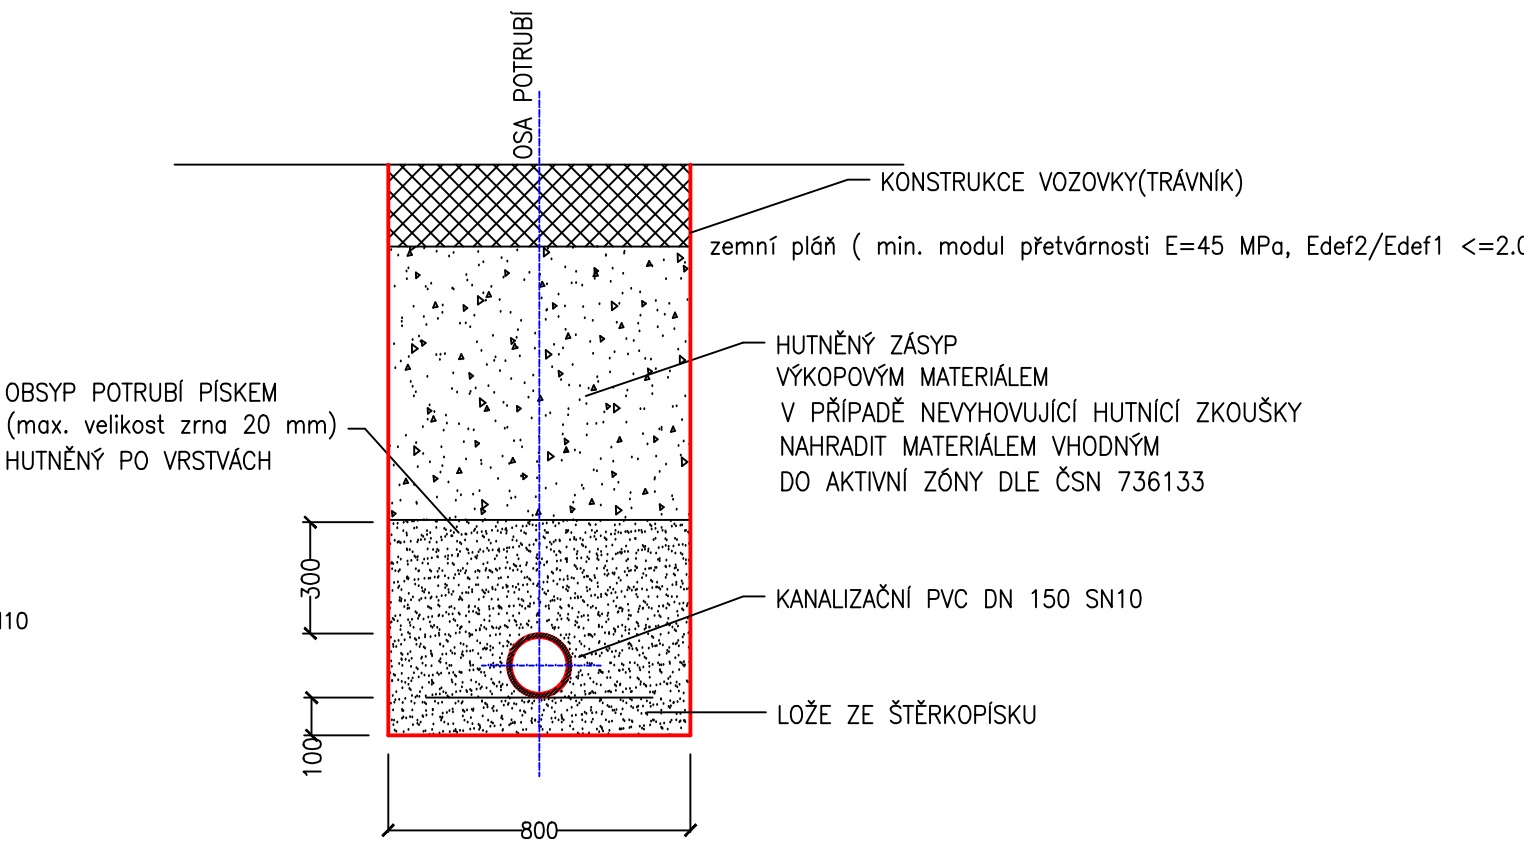 OSA POTRUBÍ
KONSTRUKCE VOZOVKY(TRÁVNÍK)
zemní pláň ( min. modul přetvárnosti E=45 MPa, Edef2/Edef1 <=2.0
HUTNĚNÝ ZÁSYP
VÝKOPOVÝM MATERIÁLEM
V PŘÍPADĚ NEVYHOVUJÍCÍ HUTNÍCÍ ZKOUŠKY
NAHRADIT MATERIÁLEM VHODNÝM
DO AKTIVNÍ ZÓNY DLE ČSN 736133
OBSYP POTRUBÍ PÍSKEM
(max. velikost zrna 20 mm)
HUTNĚNÝ PO VRSTVÁCH
300
KANALIZAČNÍ PVC DN 150 SN10
LOŽE ZE ŠTĚRKOPÍSKU
100
800